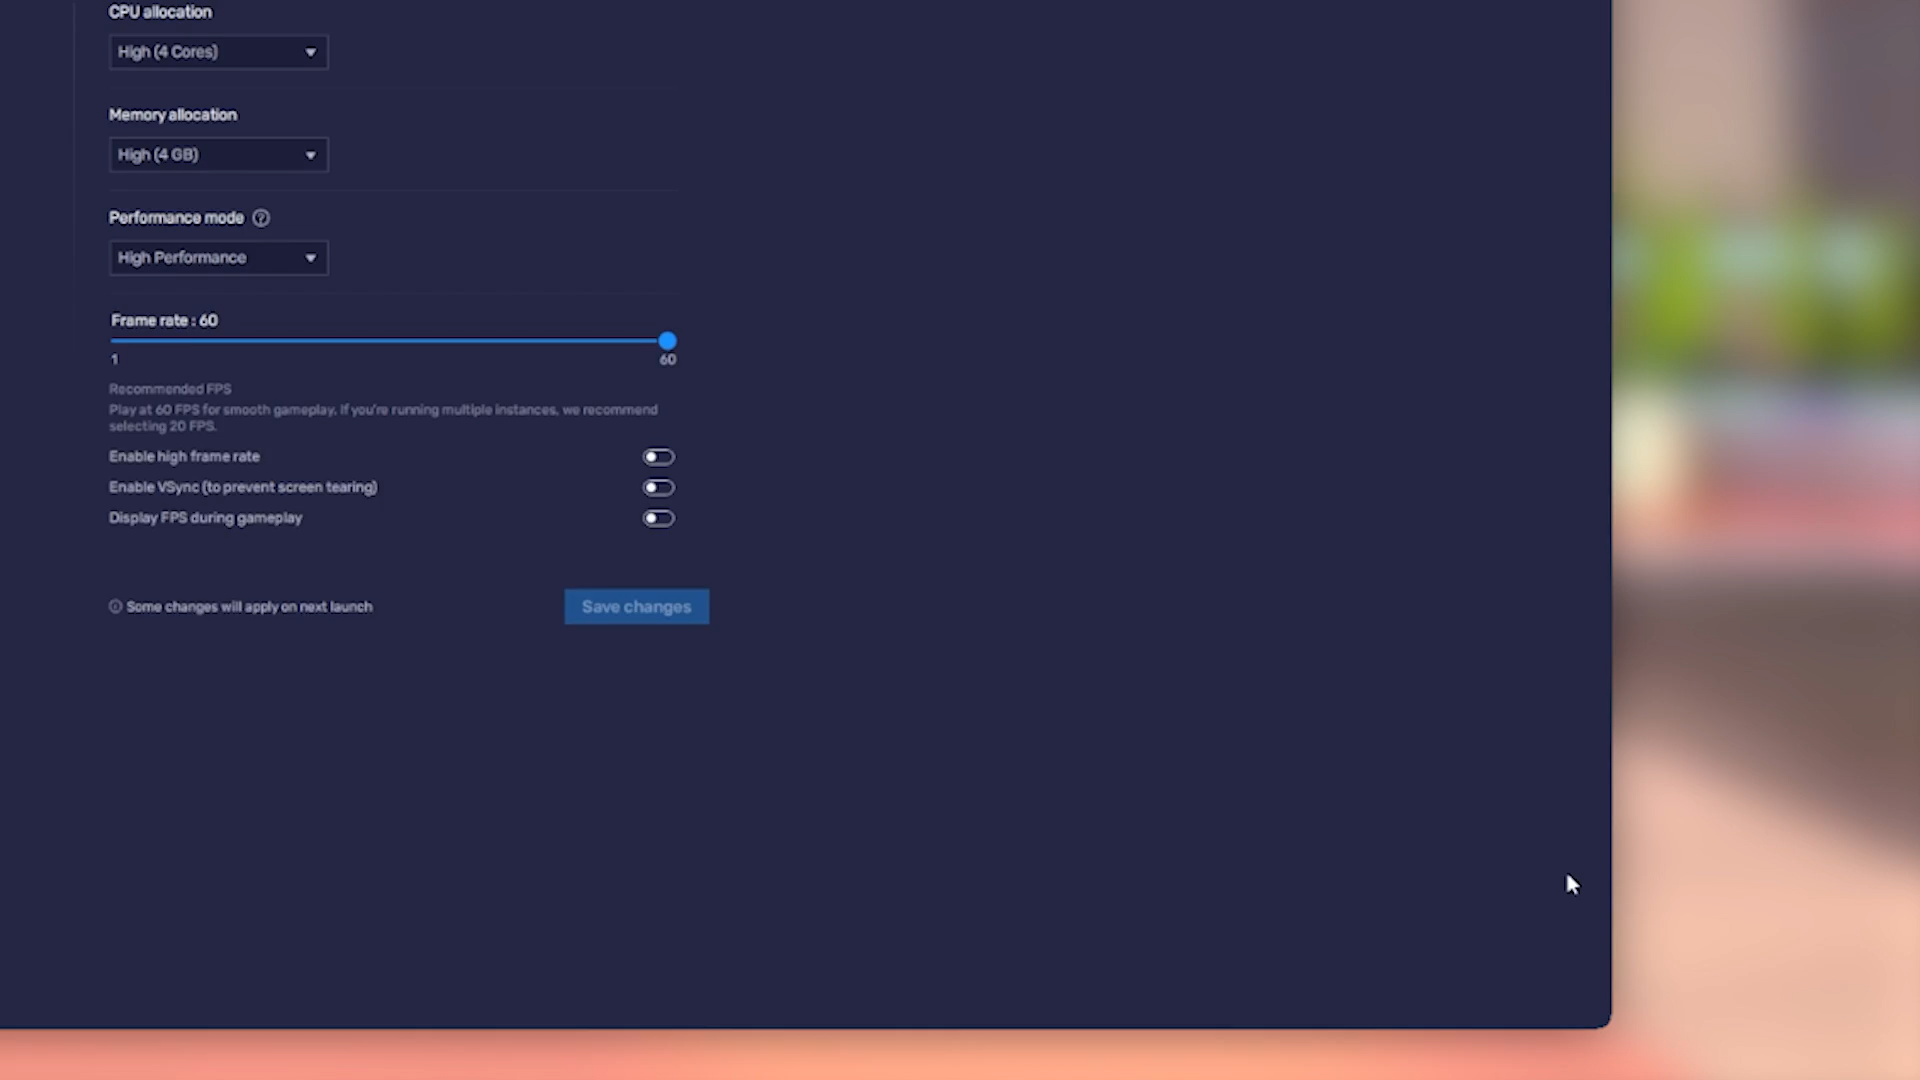 CPU allocation
High (4 Cores)
Memory allocation
High (4 GB)
Performance mode
High Performance
Frame rate : 60
1
60
Recommended FPS
Play at 60 FPS for smooth gameplay. If you're running multiple instances, we recommend
selecting 20 FPS.
Enable high frame rate
Enable VSync (to prevent screen tearing)
Display FPS during gameplay
Some changes will apply on next launch
Save changes